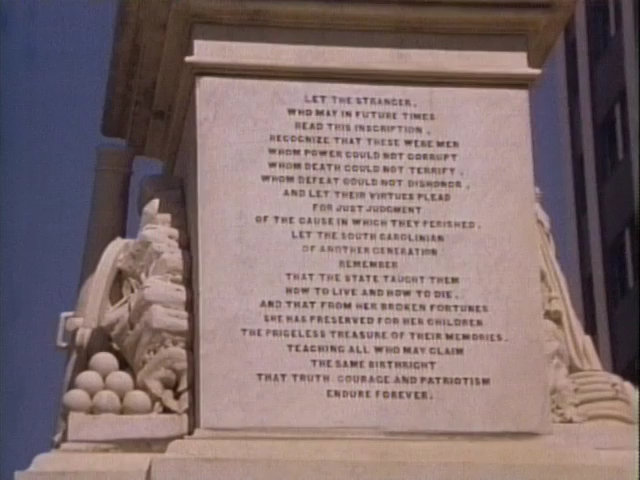 LET THE STRANGER,
WHO MAY IN FUTURE TIMES
READ THIS INSCRIPTION,
RECOGNIZE THAT THESE WERE MEN
WHOM POWER COULD NOT CORRUPT
WHOM DEATH COULD NOT TERRIFY,
WHOM DEFEAT COULD NOT DISHONOR,
AND LET THEIR VIRTUES PLEAD
FOR JUST JUDGMENT
OF THE CAUSE IN WHICH THEY PERISHED.
LET THE SOUTH CAROLINIAN
OF ANOTHER GENERATION
REMEMBER
THAT THE STATE TAUGHT THEM
HOW TO LIVE AND HOW TO DIE,
AND THAT FROM HER BROKEN FORTUNES
SHE HAS PRESERVED FOR HER CHILDREN
THE PRICELESS TREASURE OF THEIR MEMORIES,
TEACHING ALL WHO MAY CLAIM
THE SAME BIRTHRIGHT
THAT TRUTH, COURAGE AND PATRIOTISM
ENDURE FOREVER.